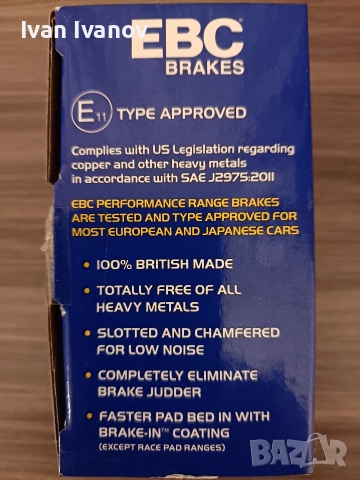 Ivan Ivanov
EBC
BRAKES
E11 TYPE APPROVED
Complies with US Legislation regarding
copper and other heavy metals
in accordance with SAE J2975:2011
EBC PERFORMANCE RANGE BRAKES
ARE TESTED AND TYPE APPROVED FOR
MOST EUROPEAN AND JAPANESE CARS
• 100% BRITISH MADE
• TOTALLY FREE OF ALL
HEAVY METALS
• SLOTTED AND CHAMFERED
FOR LOW NOISE
• COMPLETELY ELIMINATE
BRAKE JUDDER
• FASTER PAD BED IN WITH
BRAKE-IN™ COATING
(EXCEPT RACE PAD RANGES)
BAZAR